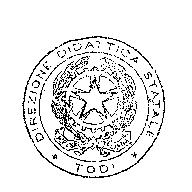 DIREZIONE DIDATTICA STATALE
* TODI *